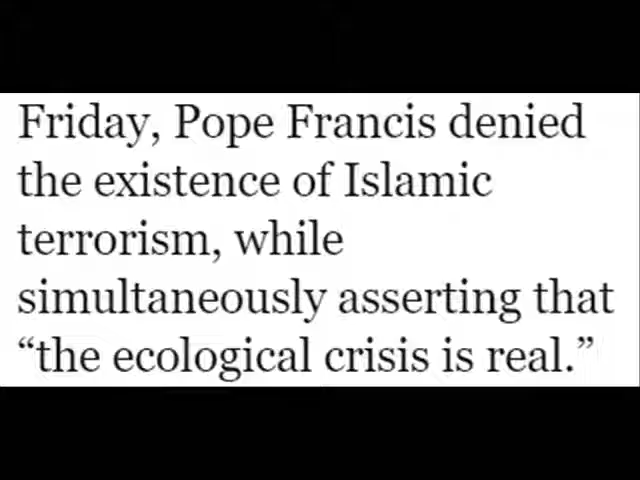 Friday, Pope Francis denied
the existence of Islamic
terrorism, while
simultaneously asserting that
“the ecological crisis is real.”